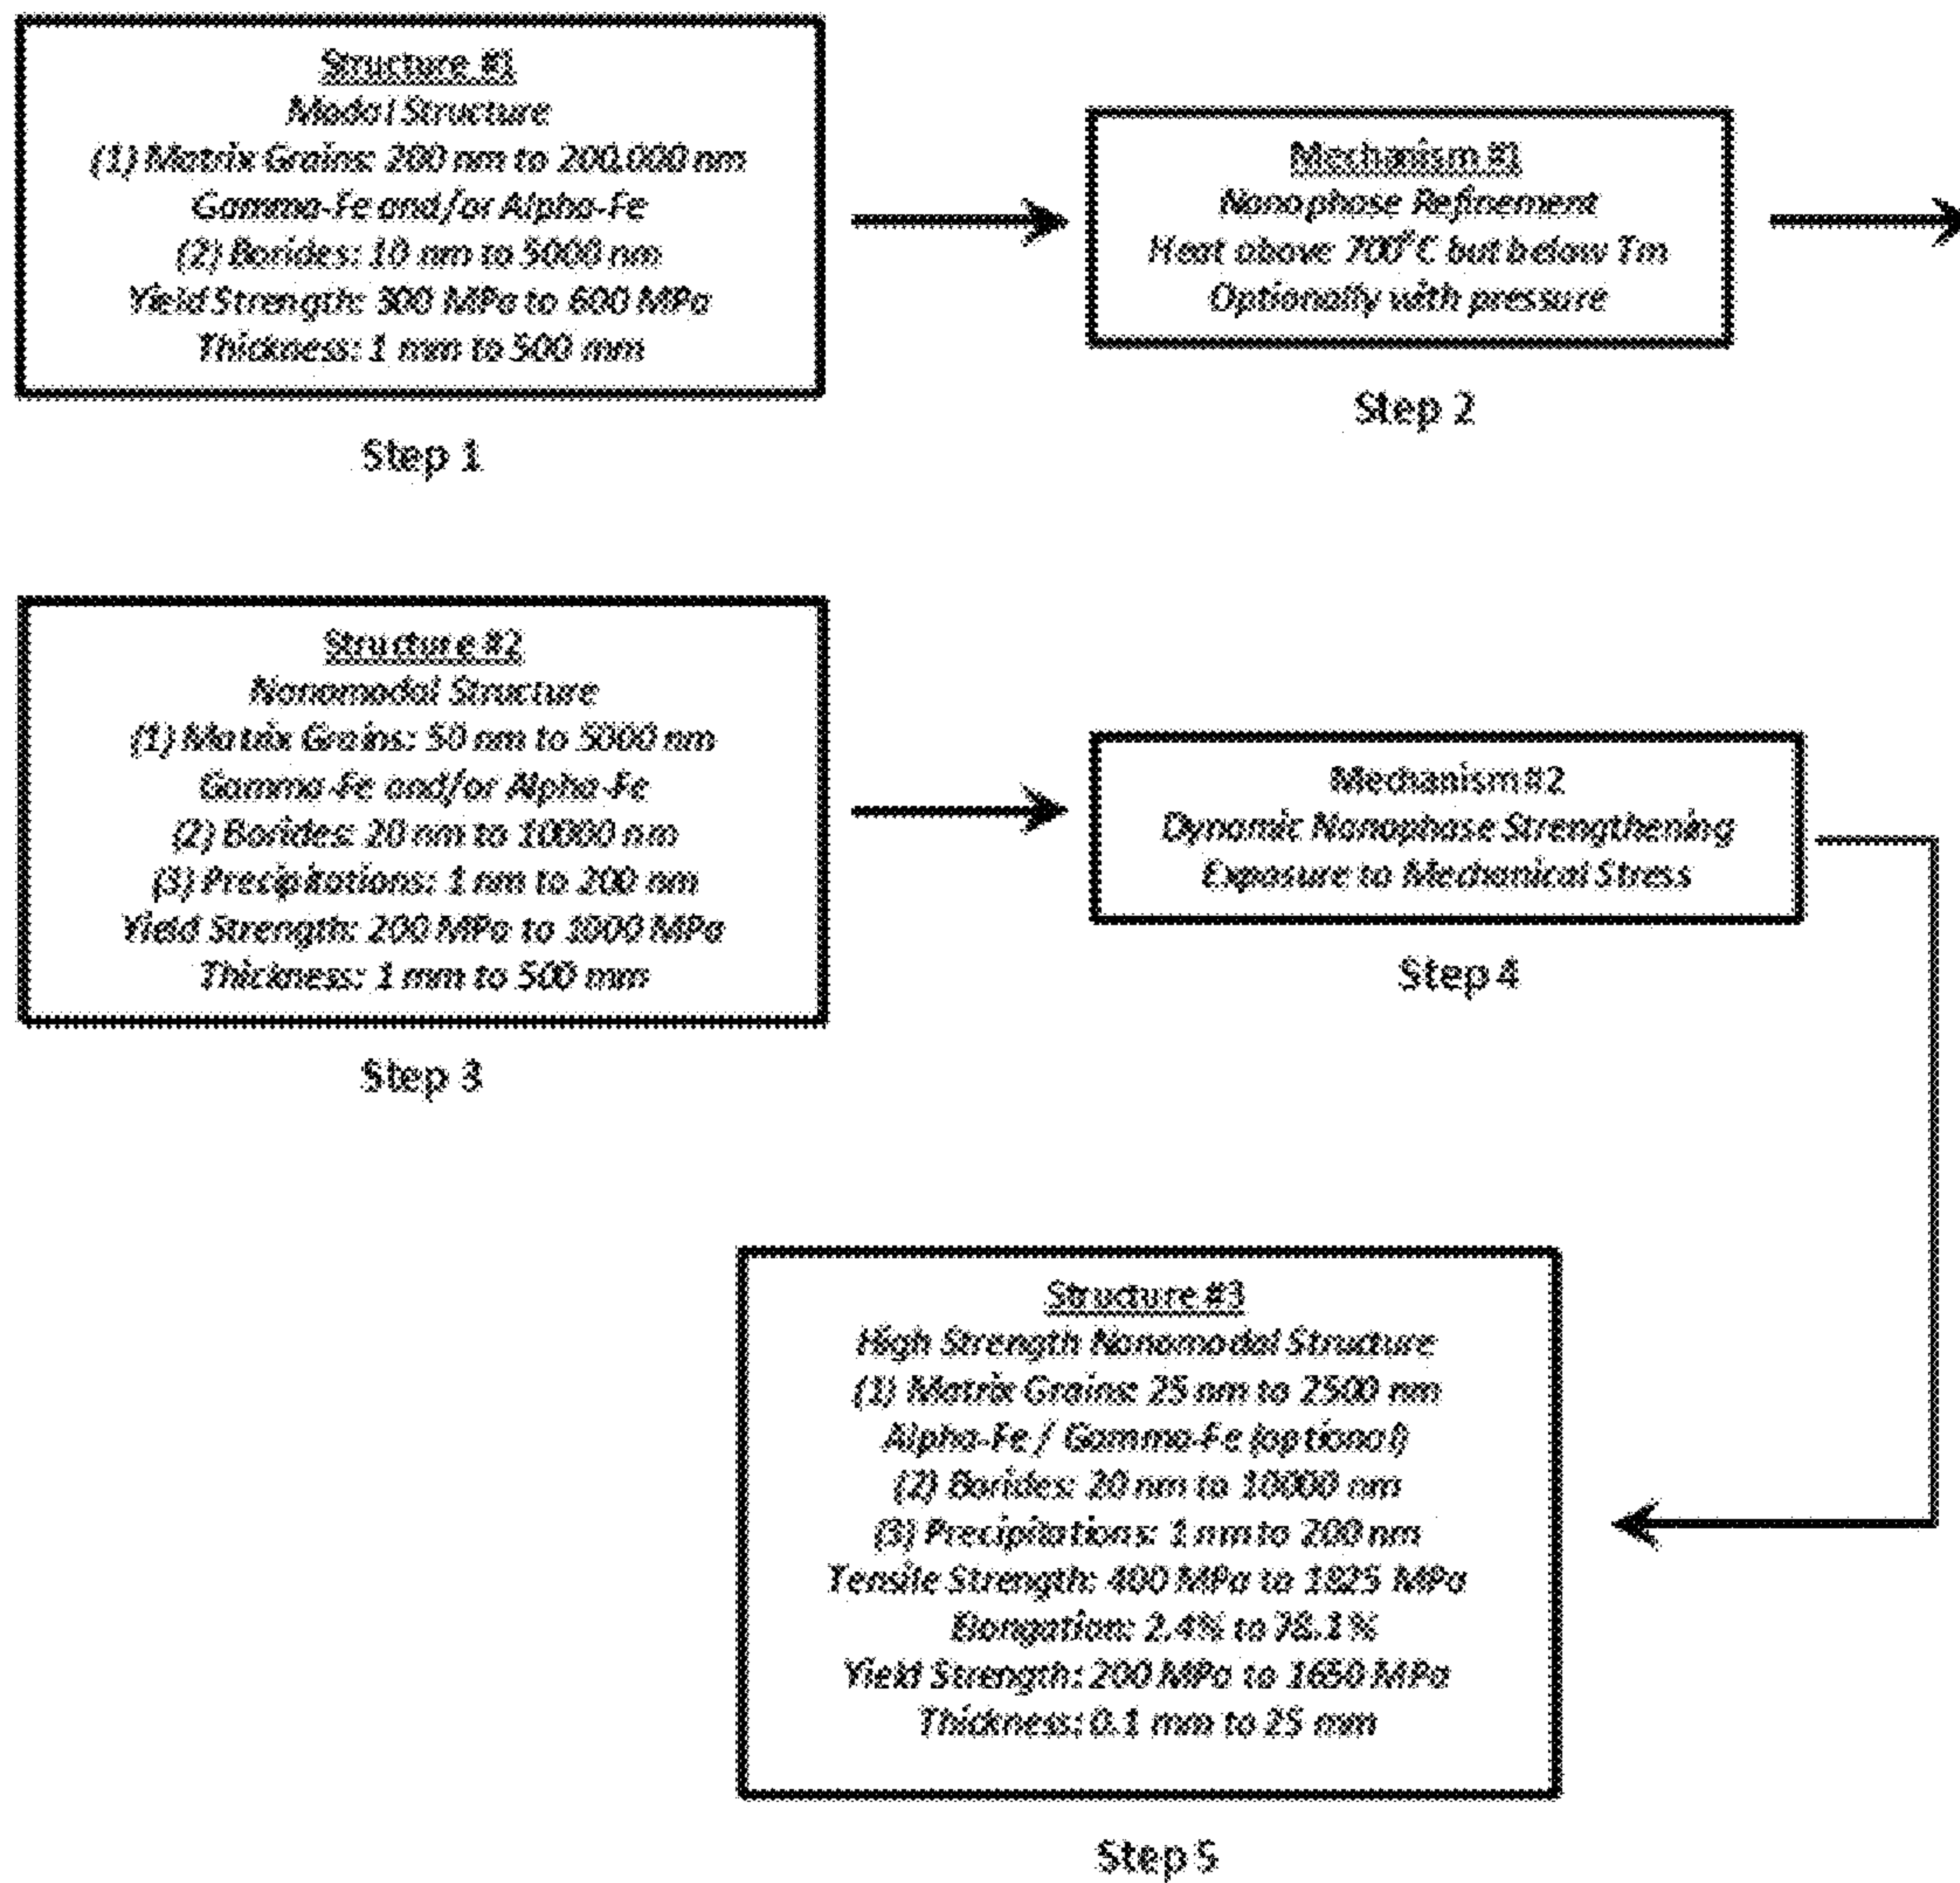 Structure #1
Modal Structure
(1) Matrix Grains: 200 nm to 200,000 nm
Gamma-Fe and/or Alpha-Fe
(2) Borides: 10 nm to 5000 nm
Yield Strength: 300 MPa to 600 MPa
Thickness: 1 mm to 500 mm
Step 1
Mechanism #1
Nanophase Refinement
Heat above 700°C but below Tm
Optionally with pressure
Step 2
Structure #2
Nanomodal Structure
(1) Matrix Grains: 50 nm to 5000 nm
Gamma-Fe and/or Alpha-Fe
(2) Borides: 20 nm to 10000 nm
(3) Precipitations: 1 nm to 200 nm
Yield Strength: 200 MPa to MPa
Thickness: 1 mm to 500 mm
Step 3
Mechanism #2
Dynamic Nanophase Strengthening
Exposure to Mechanical Stress
Step 4
Structure #3
High Strength Nanomodal Structure
(1) Matrix Grains: 25 nm to 2500 nm
Alpha-Fe / Gamma-Fe (optional)
(2) Borides: 20 nm to 10000 nm
(3) Precipitations: 1 nm to 200 nm
Tensile Strength: 400 MPa to 1825 MPa
Elongation: 2.4% to 78.1%
Yield Strength: 200 MPa to 1650 MPa
Thickness: 0.1 mm to 25 mm
Step 5